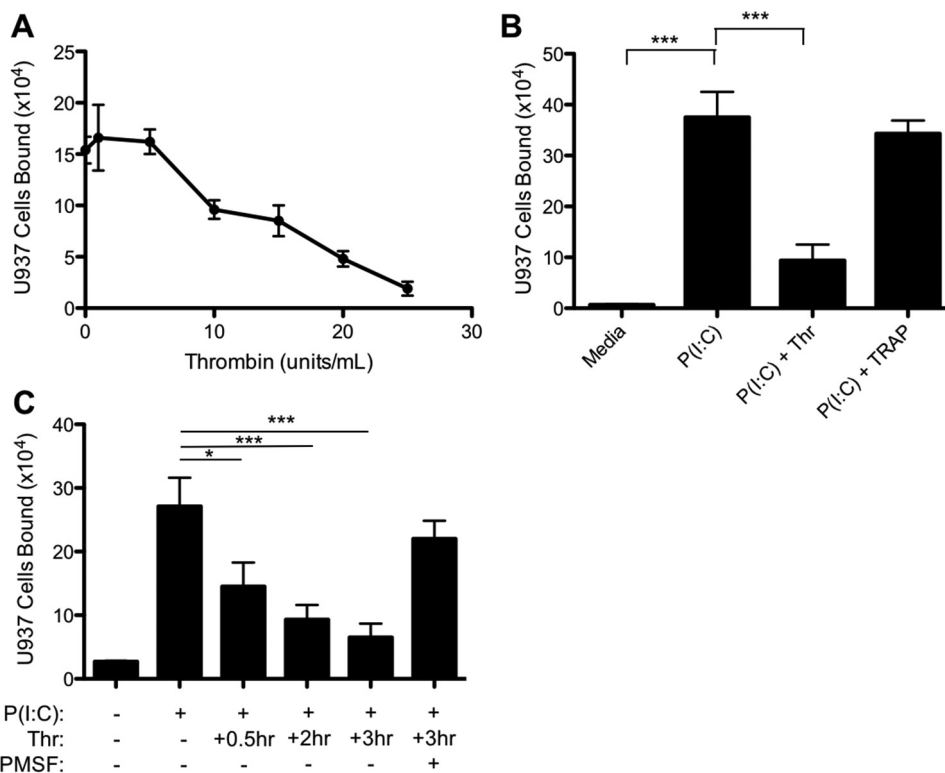 A
U937 Cells Bound (x10⁴)
25
20
15
10
5
0
0 10 20 30
Thrombin (units/mL)
B
U937 Cells Bound (x10⁴)
50
40
30
20
10
0
*** ***
Media
P(I:C)
P(I:C) + Thr
P(I:C) + TRAP
C
U937 Cells Bound (x10⁴)
40
30
20
10
0
***
***
*
P(I:C): - + + + + +
Thr: - - +0.5hr +2hr +3hr +3hr
PMSF: - - - - - +